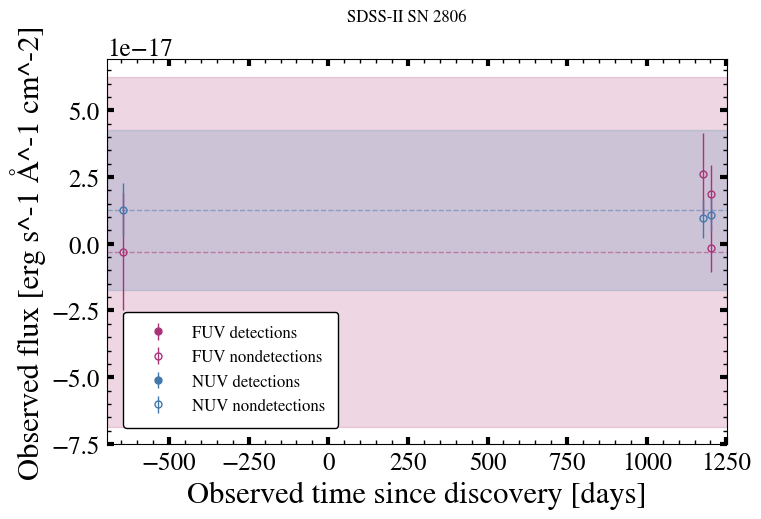 SDSS-II SN 2806
1e−17
Observed flux [erg s^-1 Å^-1 cm^-2]
5.0
2.5
0.0
−2.5
−5.0
−7.5
FUV detections
FUV nondetections
NUV detections
NUV nondetections
−500 −250 0 250 500 750 1000 1250
Observed time since discovery [days]